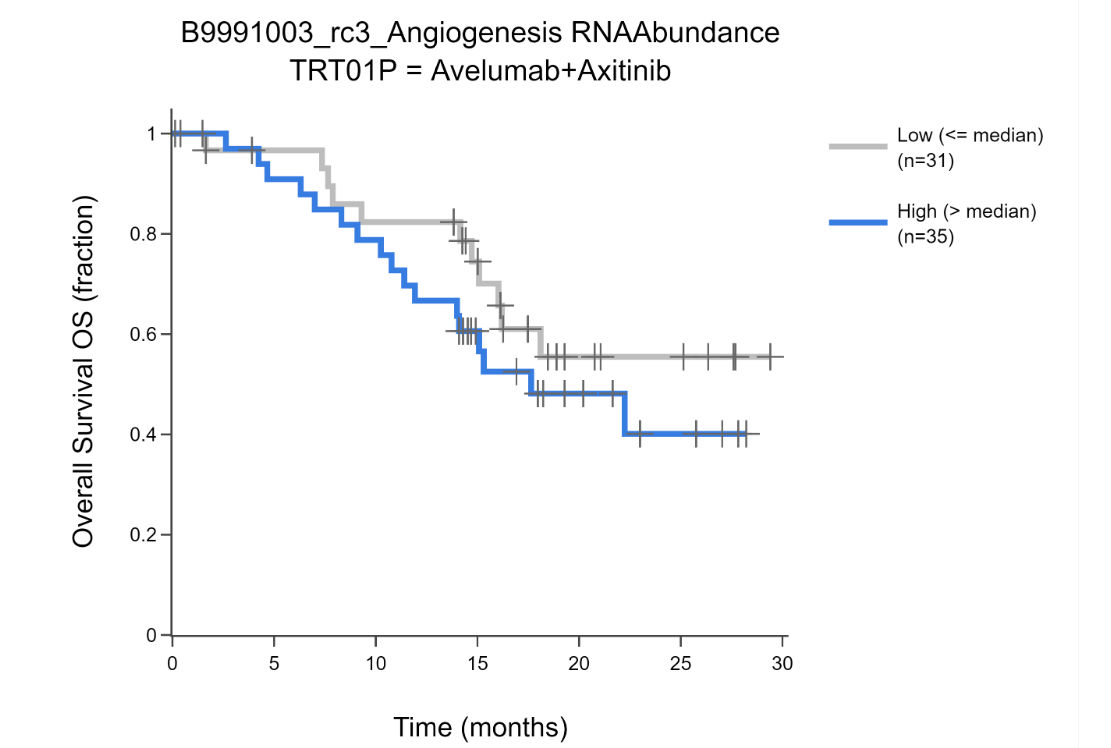 B9991003_rc3_Angiogenesis RNAAbundance
TRT01P = Avelumab+Axitinib
Low (<= median)
(n=31)
High (> median)
(n=35)
Overall Survival OS (fraction)
1
0.8
0.6
0.4
0.2
0
0 5 10 15 20 25 30
Time (months)